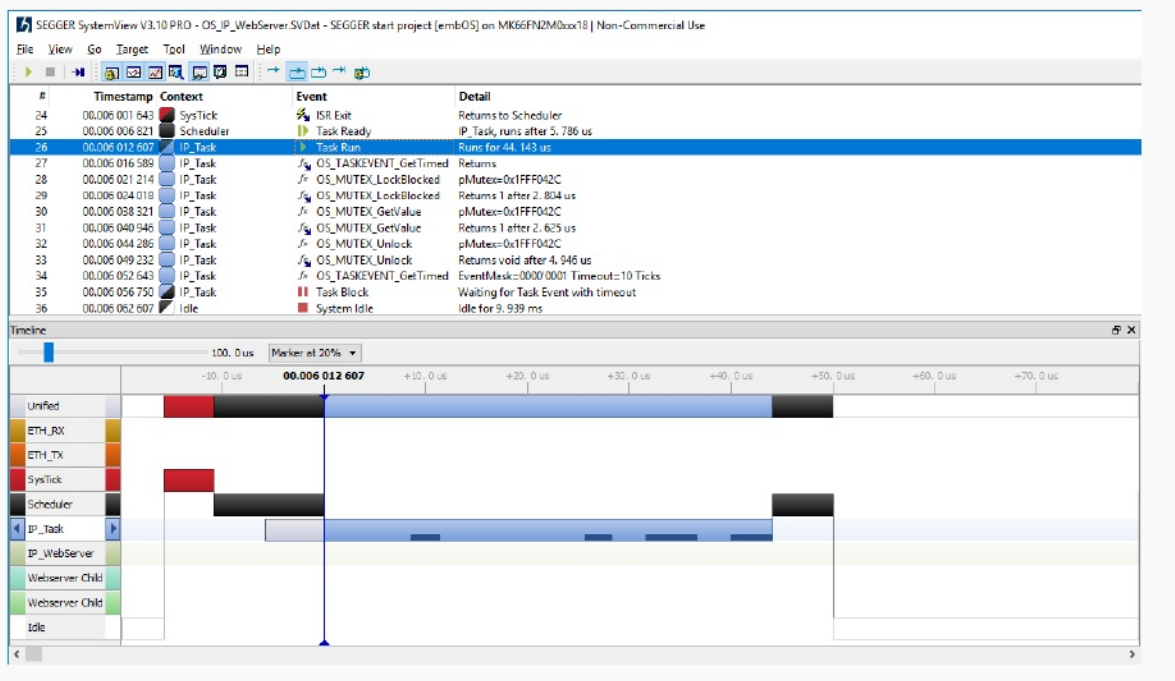 SEGGER SystemView V3.10 PRO - OS_IP_WebServer.SVDat - SEGGER start project [embOS] on MK66FN2M0xxx18 | Non-Commercial Use
File View Go Target Tool Window Help
# Timestamp Context Event Detail
24 00.006 001 643 SysTick ISR Exit Returns to Scheduler
25 00.006 006 821 Scheduler Task Ready IP_Task, runs after 5. 786 us
26 00.006 012 607 IP_Task Task Run Runs for 44. 143 us
27 00.006 016 589 IP_Task OS_TASKEVENT_GetTimed Returns
28 00.006 021 214 IP_Task OS_MUTEX_LockBlocked pMutex=0x1FFF042C
29 00.006 024 018 IP_Task OS_MUTEX_LockBlocked Returns 1 after 2. 804 us
30 00.006 038 321 IP_Task OS_MUTEX_GetValue pMutex=0x1FFF042C
31 00.006 040 946 IP_Task OS_MUTEX_GetValue Returns 1 after 2. 625 us
32 00.006 044 286 IP_Task OS_MUTEX_Unlock pMutex=0x1FFF042C
33 00.006 049 232 IP_Task OS_MUTEX_Unlock Returns void after 4. 946 us
34 00.006 052 643 IP_Task OS_TASKEVENT_GetTimed EventMask=0000'0001 Timeout=10 Ticks
35 00.006 056 750 IP_Task Task Block Waiting for Task Event with timeout
36 00.006 062 607 Idle System Idle Idle for 9. 939 ms
Timeline
100. 0 us Marker at 20%
-10. 0 us 00.006 012 607 +10. 0 us +20. 0 us +30. 0 us +40. 0 us +50. 0 us +60. 0 us +70. 0 us
Unified
ETH_RX
ETH_TX
SysTick
Scheduler
IP_Task
IP_WebServer
Webserver Child
Webserver Child
Idle